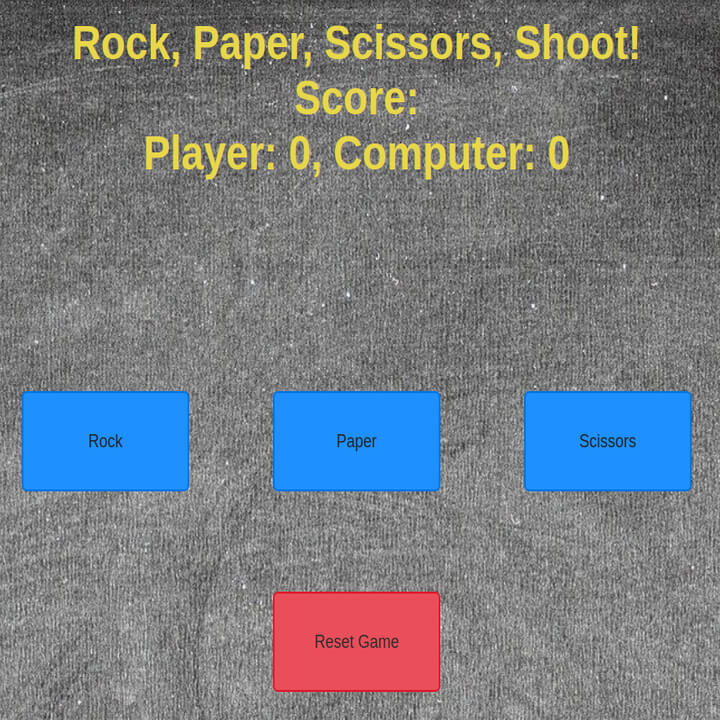 Rock, Paper, Scissors, Shoot!
Score:
Player: 0, Computer: 0
Rock
Paper
Scissors
Reset Game